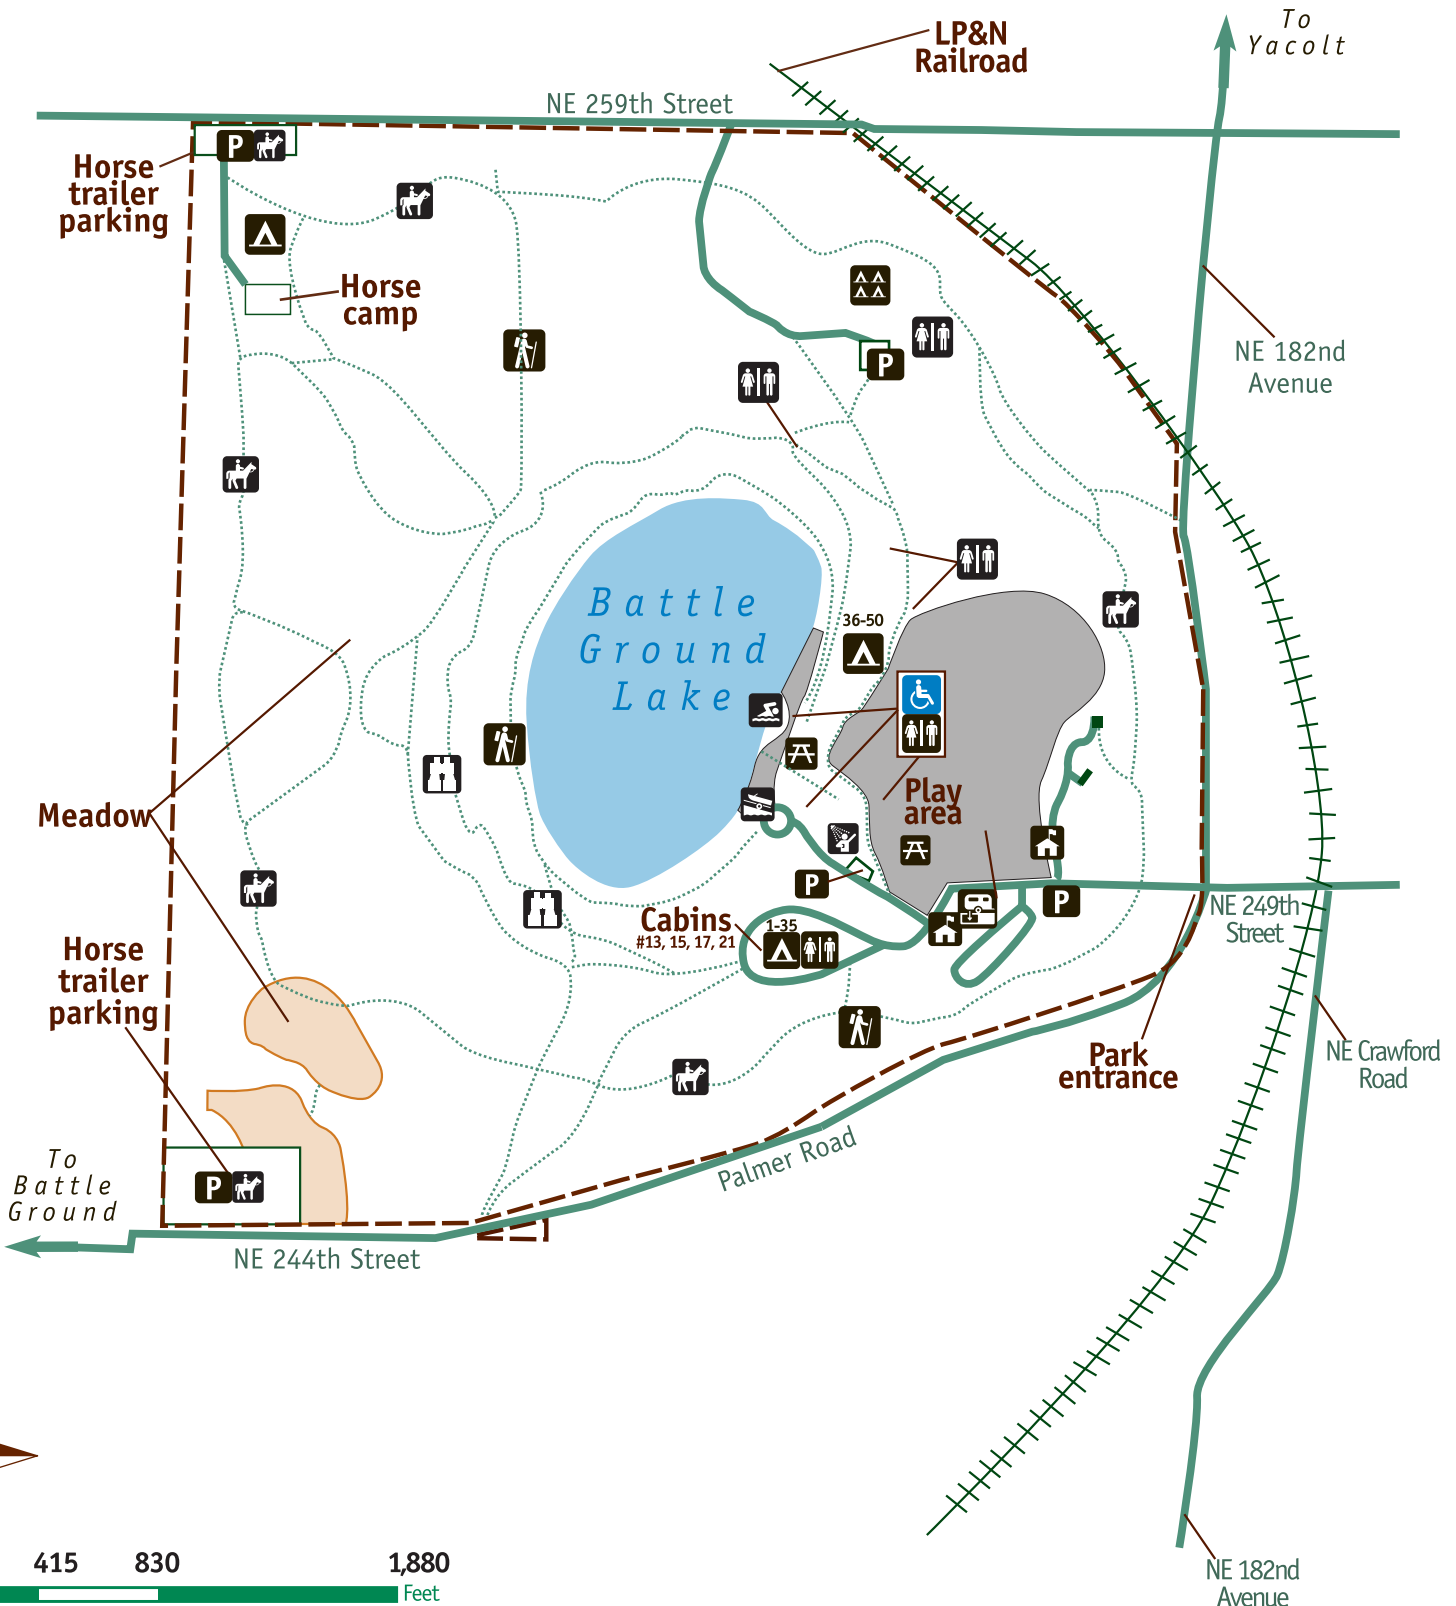 To
Yacolt
LP&N
Railroad
NE 259th Street
P
Horse
trailer
parking
Horse
camp
P
NE 182nd
Avenue
Battle
Ground
Lake
36-50
Play
area
Meadow
P
P
Cabins
#13, 15, 17, 21
1-35
NE 249th
Street
Horse
trailer
parking
Park
entrance
NE Crawford
Road
Palmer Road
To
Battle
Ground
P
NE 244th Street
415 830 1,880
Feet
NE 182nd
Avenue